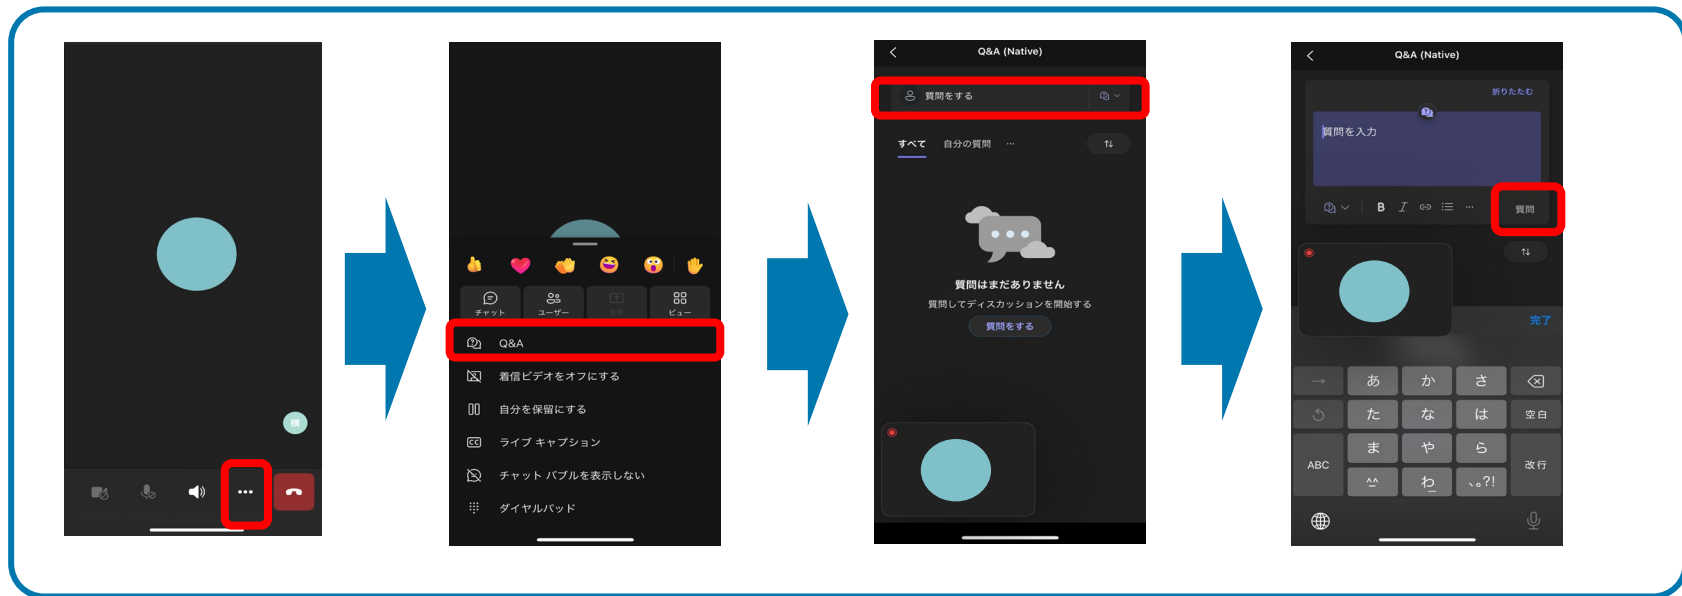 横
チャット ユーザー 共有 ビュー
Q&A
着信ビデオをオフにする
自分を保留にする
CC ライブ キャプション
チャット バブルを表示しない
ダイヤルパッド
Q&A (Native)
質問をする
すべて 自分の質問 ...
質問はまだありません
質問してディスカッションを開始する
質問をする
Q&A (Native)
折りたたむ
質問を入力
B I ... 質問
完了
→ あ か さ
た な は 空白
ABC ま や ら 改行
^^ わ 、。?!